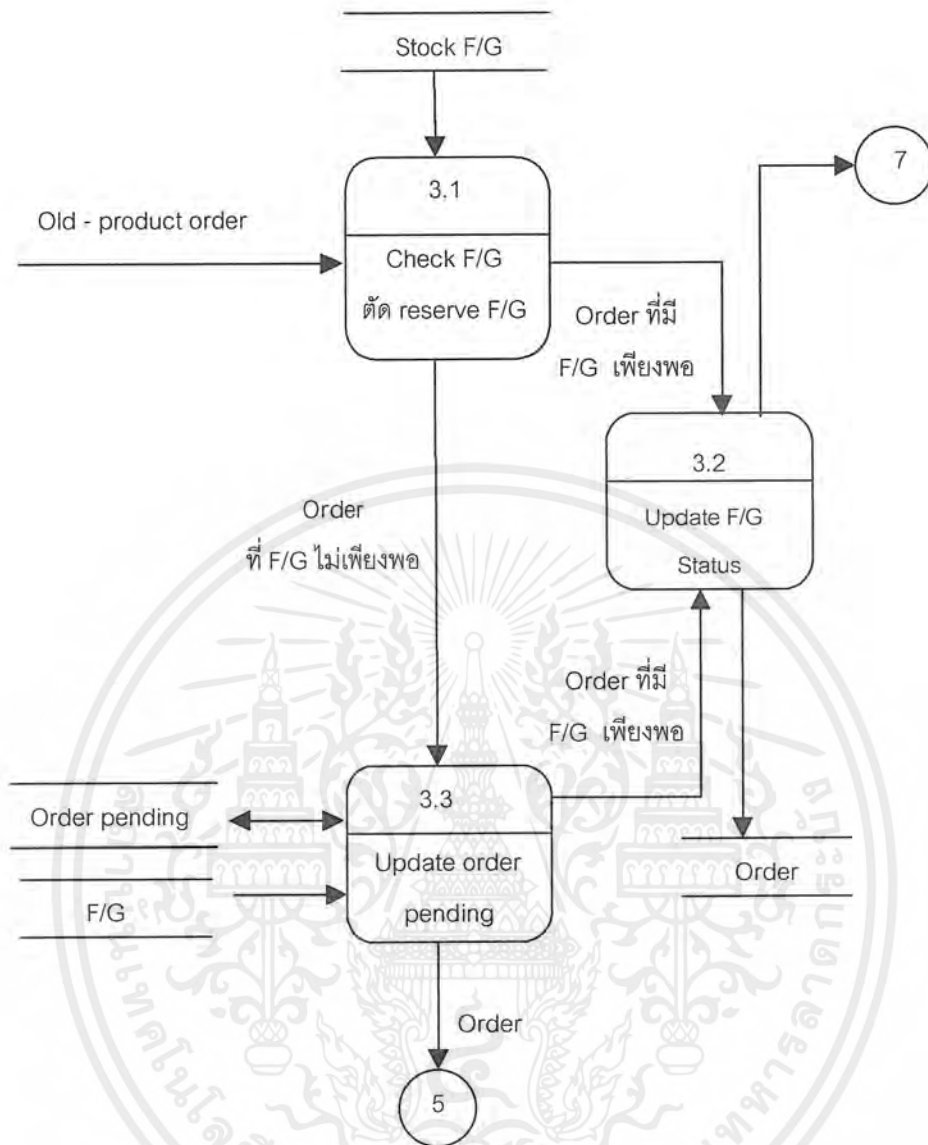 Stock F/G
7
3.1
Old - product order
Check F/G
ตัด reserve F/G
Order ที่มี
F/G เพียงพอ
3.2
Order
Update F/G
ที่ F/G ไม่เพียงพอ
Status
Order ที่มี
F/G เพียงพอ
3.3
Order pending
Update order
Order
F/G
pending
Order
5